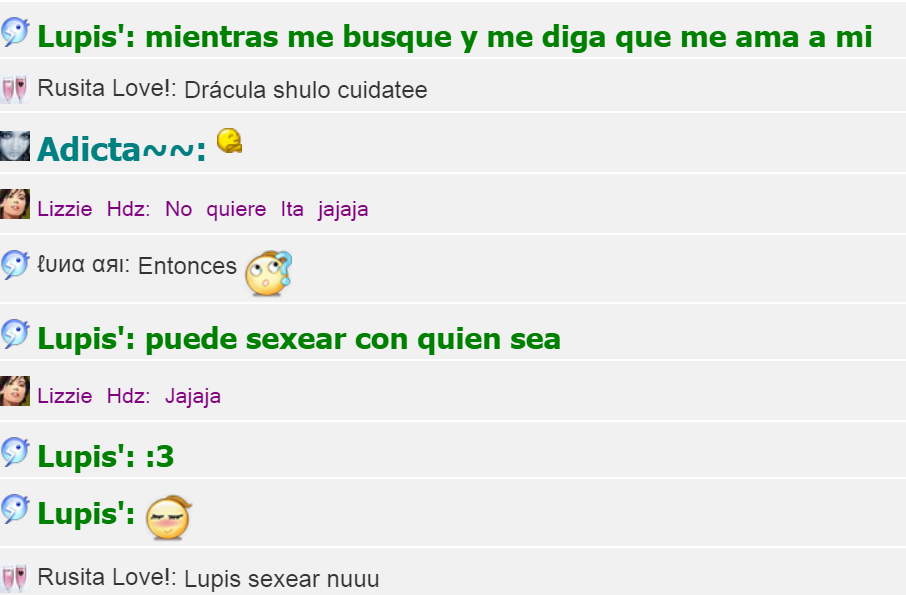 Lupis': mientras me busque y me diga que me ama a mi
Rusita Love!: Drácula shulo cuidatee
Adicta~~:
Lizzie Hdz: No quiere Ita jajaja
ℓυиα αяι: Entonces
Lupis': puede sexear con quien sea
Lizzie Hdz: Jajaja
Lupis': :3
Lupis':
Rusita Love!: Lupis sexear nuuu